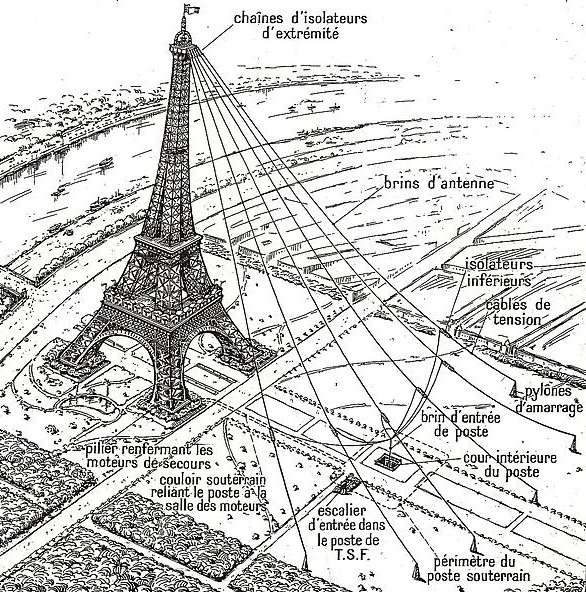 chaînes d'isolateurs
d'extrémité
brins d'antenne
isolateurs
inférieurs
câbles de
tension
pylônes
d'amarrage
brin d'entrée
de poste
cour intérieure
du poste
pilier renfermant les
moteurs de secours
couloir souterrain
reliant le poste à la
salle des moteurs
escalier
d'entrée dans
le poste de
T.S.F.
périmètre du
poste souterrain